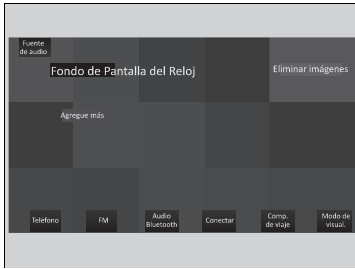 Fuente
de audio
Fondo de Pantalla del Reloj
Eliminar imágenes
Agregue más
Teléfono
FM
Audio
Bluetooth
Conectar
Comp.
de viaje
Modo de
visual.